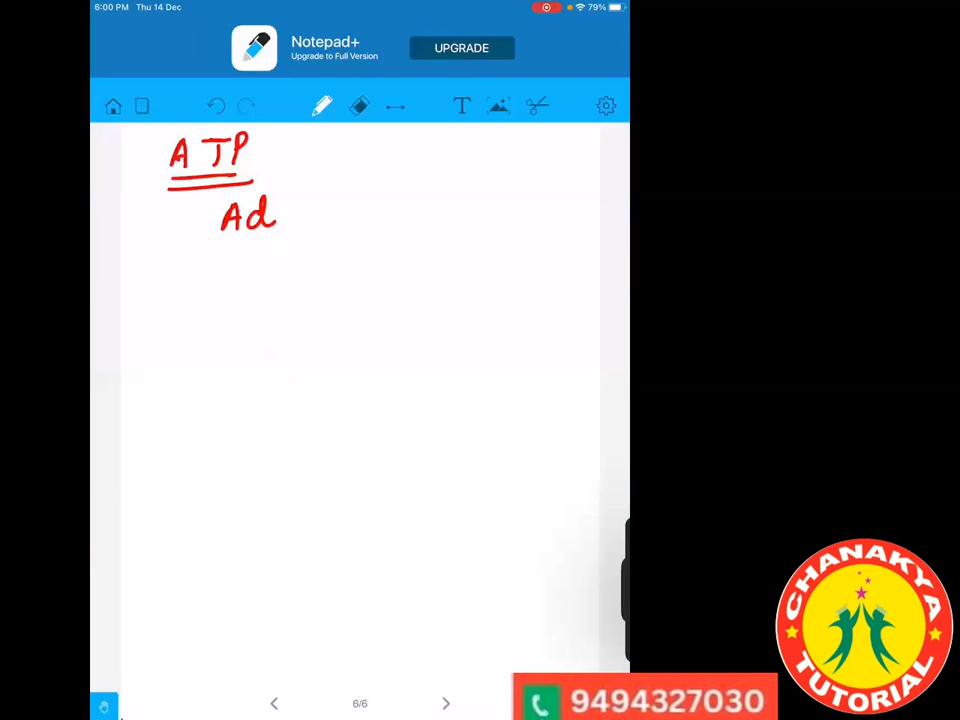 6:00 PM Thu 14 Dec
79%
Notepad+
Upgrade to Full Version
UPGRADE
T
ATP
Ad
6/6
9494327030
CHANAKYA
TUTORIAL